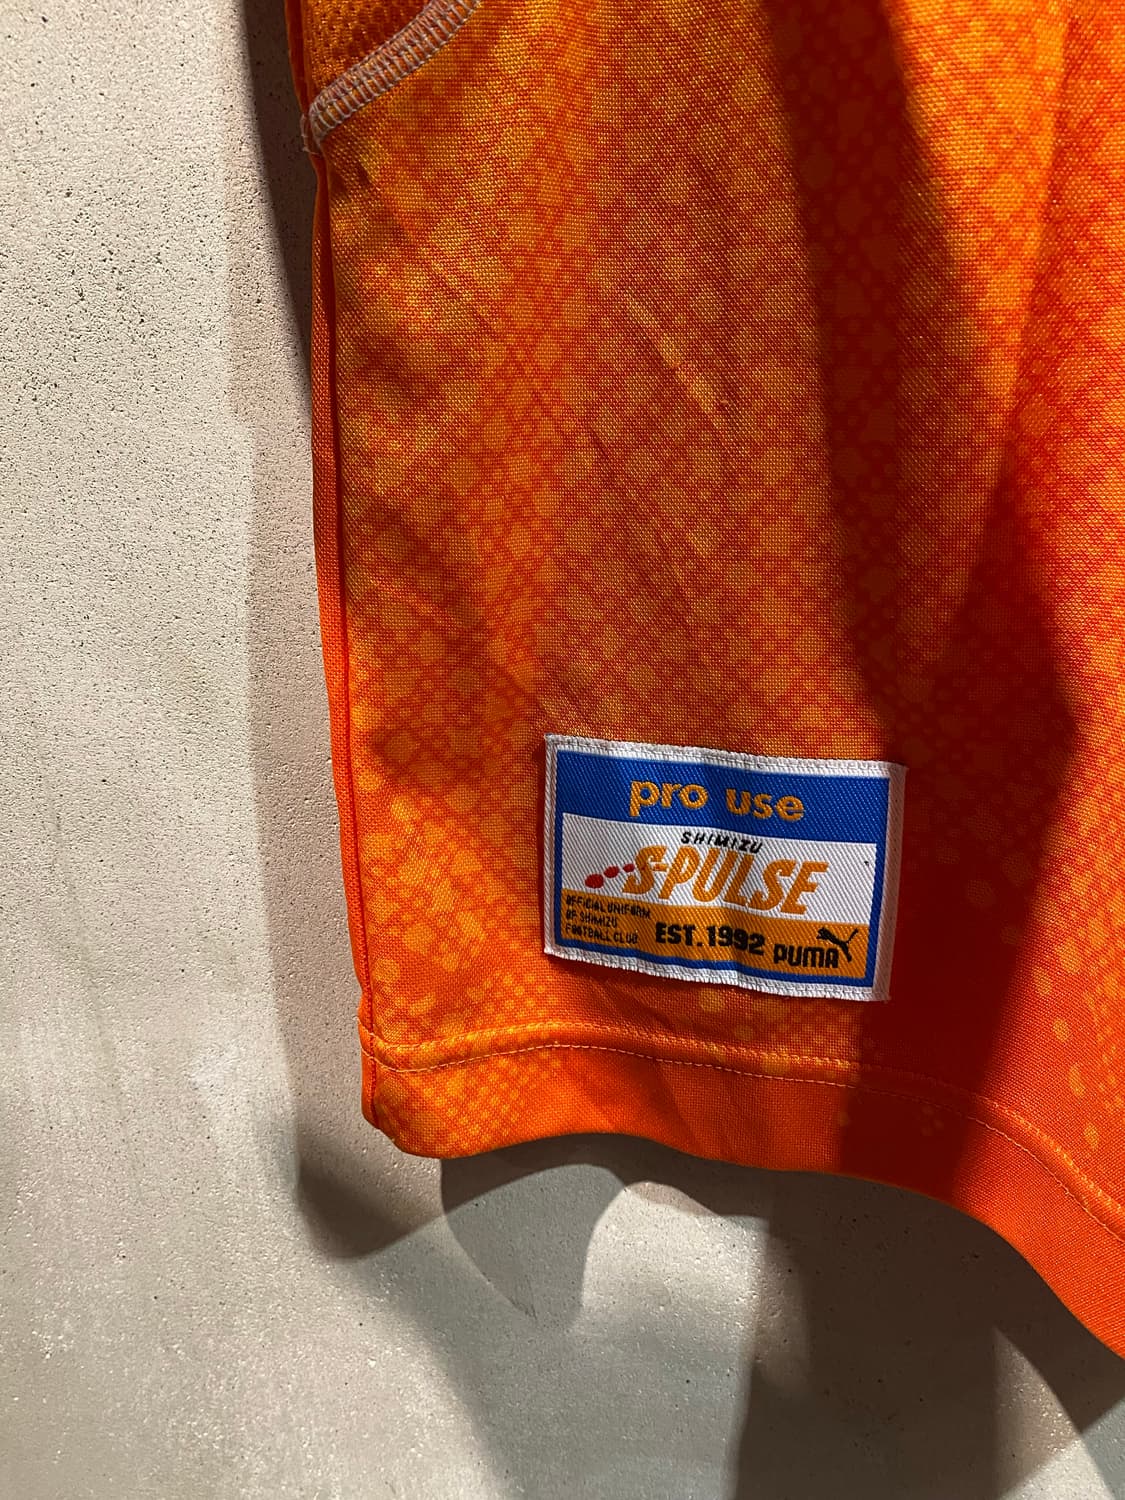 pro use
SHIMIZU
S-PULSE
OFFICIAL UNIFORM
OF SHIMIZU
FOOTBALL CLUB
EST. 1992
PUMA